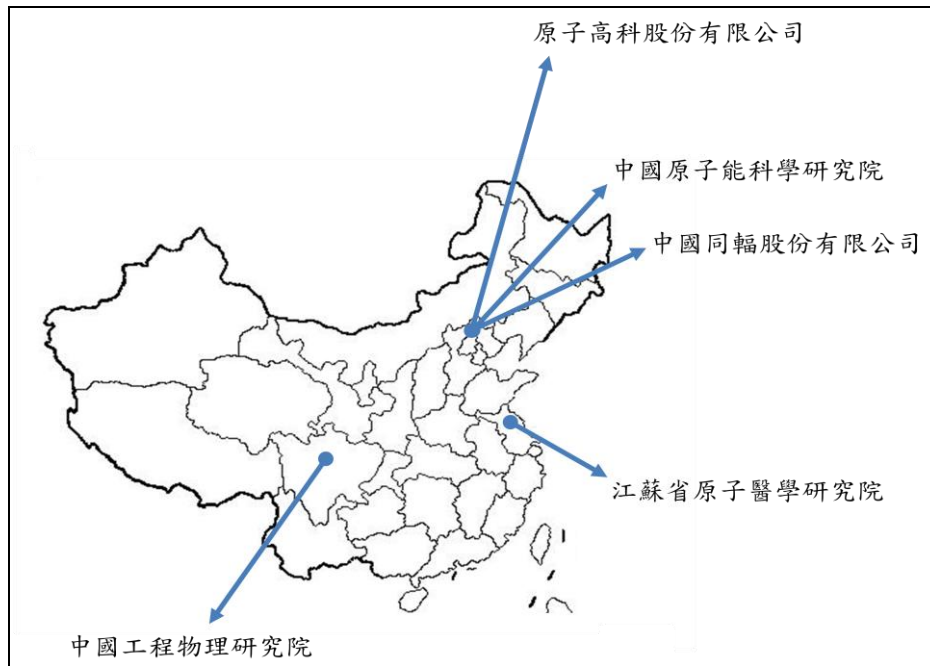 原子高科股份有限公司
中國原子能科學研究院
中國同輻股份有限公司
江蘇省原子醫學研究院
中國工程物理研究院